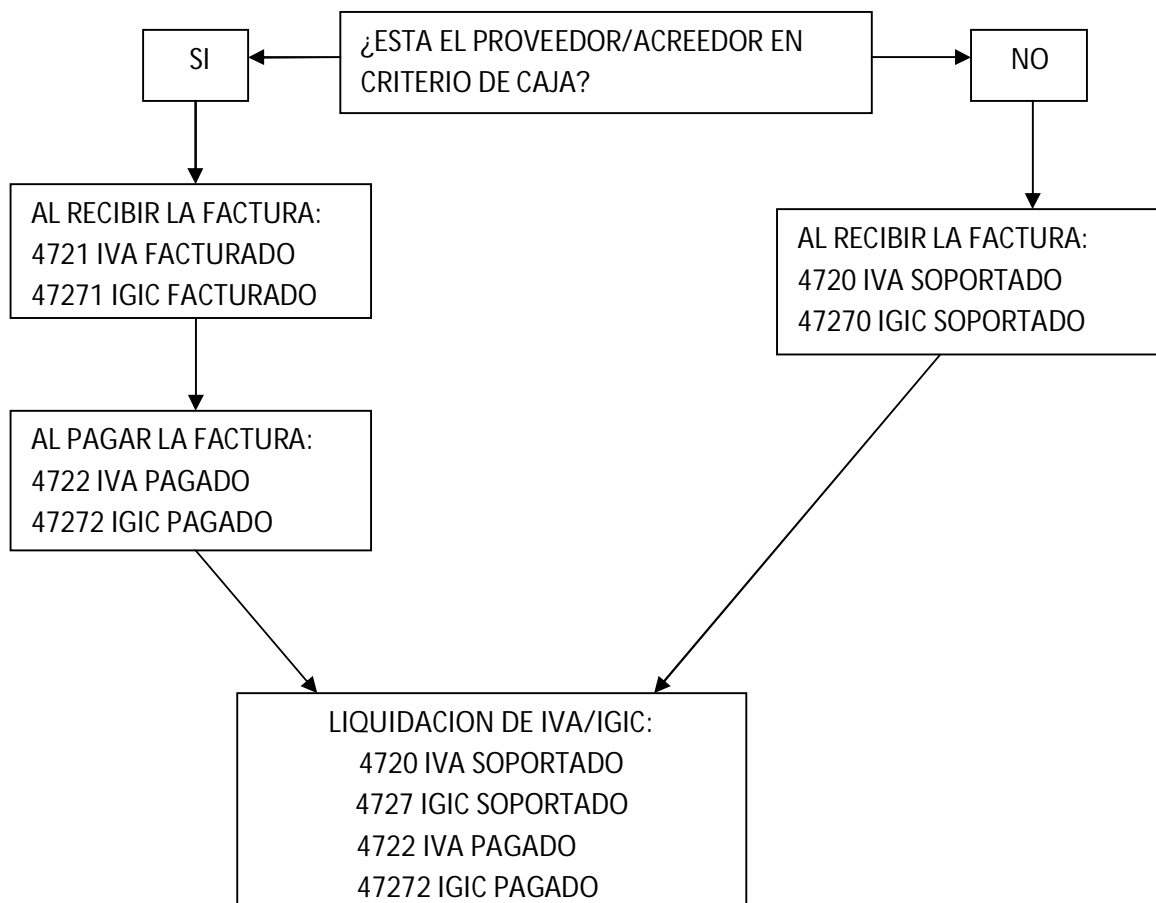 SI
¿ESTA EL PROVEEDOR/ACREEDOR EN
CRITERIO DE CAJA?
NO
AL RECIBIR LA FACTURA:
4721 IVA FACTURADO
47271 IGIC FACTURADO
AL RECIBIR LA FACTURA:
4720 IVA SOPORTADO
47270 IGIC SOPORTADO
AL PAGAR LA FACTURA:
4722 IVA PAGADO
47272 IGIC PAGADO
LIQUIDACION DE IVA/IGIC:
4720 IVA SOPORTADO
4727 IGIC SOPORTADO
4722 IVA PAGADO
47272 IGIC PAGADO